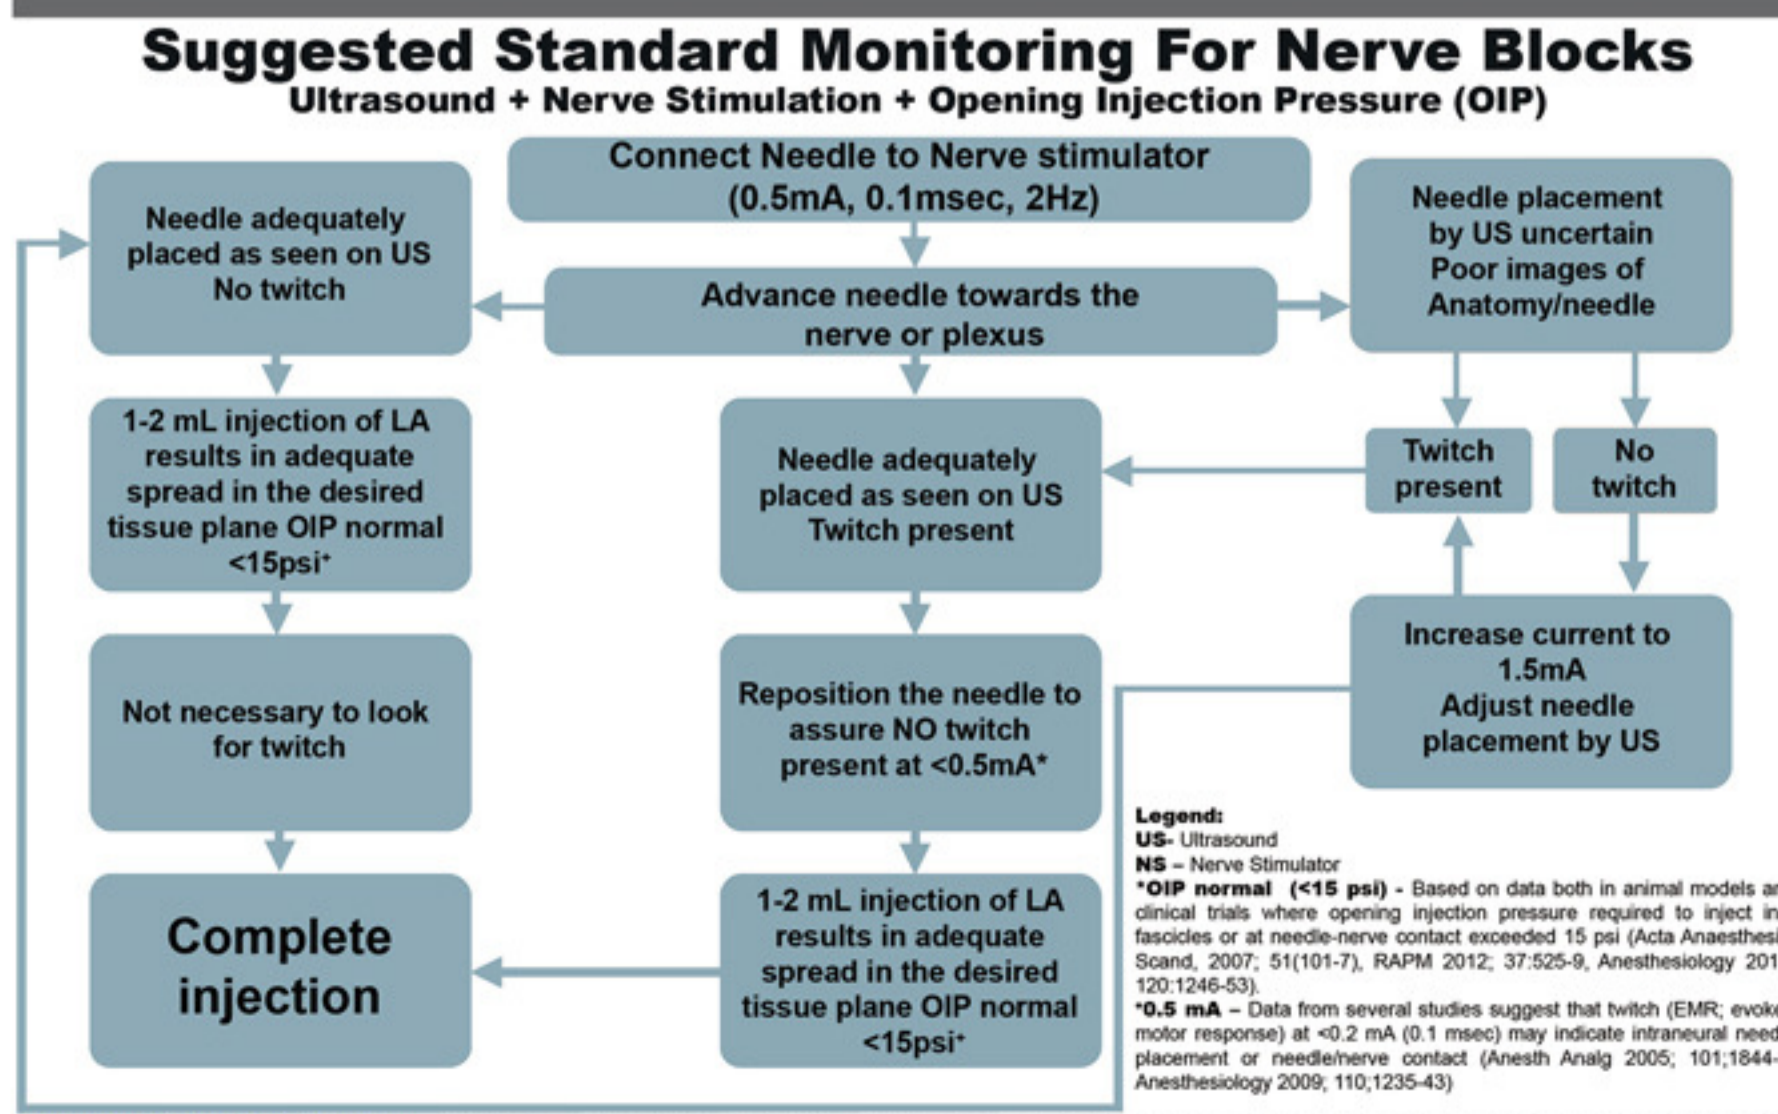 Suggested Standard Monitoring For Nerve Blocks
Ultrasound + Nerve Stimulation + Opening Injection Pressure (OIP)
Connect Needle to Nerve stimulator
(0.5mA, 0.1msec, 2Hz)
Advance needle towards the
nerve or plexus
Needle adequately
placed as seen on US
No twitch
1-2 mL injection of LA
results in adequate
spread in the desired
tissue plane OIP normal
<15psi⁺
Not necessary to look
for twitch
Complete
injection
Needle adequately
placed as seen on US
Twitch present
Reposition the needle to
assure NO twitch
present at <0.5mA*
1-2 mL injection of LA
results in adequate
spread in the desired
tissue plane OIP normal
<15psi⁺
Needle placement
by US uncertain
Poor images of
Anatomy/needle
Twitch
present
No
twitch
Increase current to
1.5mA
Adjust needle
placement by US
Legend:
US- Ultrasound
NS – Nerve Stimulator
*OIP normal (<15 psi) - Based on data both in animal models
clinical trials where opening injection pressure required to inject
fascicles or at needle-nerve contact exceeded 15 psi (Acta
Scand, 2007; 51(101-7), RAPM 2012; 37:525-9, Anesthesiology
120:1246-53).
*0.5 mA – Data from several studies suggest that twitch (EMR;
motor response) at <0.2 mA (0.1 msec) may indicate intraneural
placement or needle/nerve contact (Anesth Analg 2005; 101;1844-
Anesthesiology 2009; 110;1235-43)